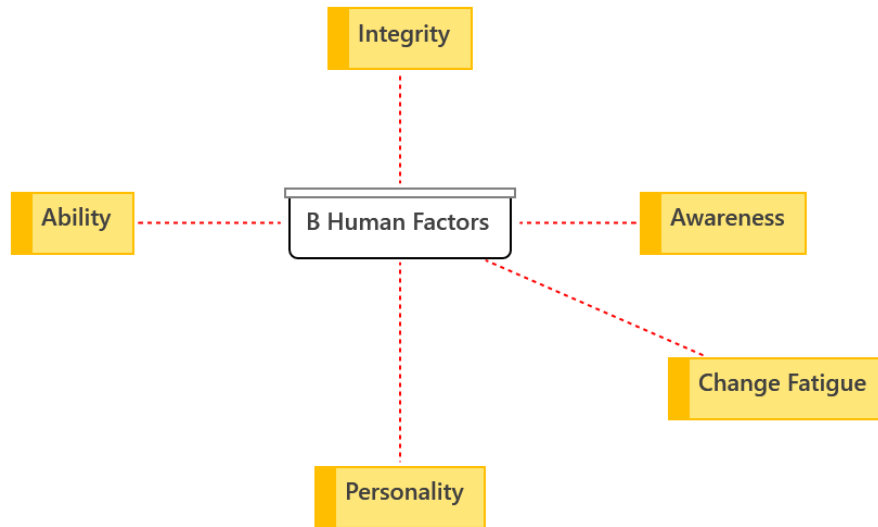 Integrity
Ability
B Human Factors
Awareness
Change Fatigue
Personality